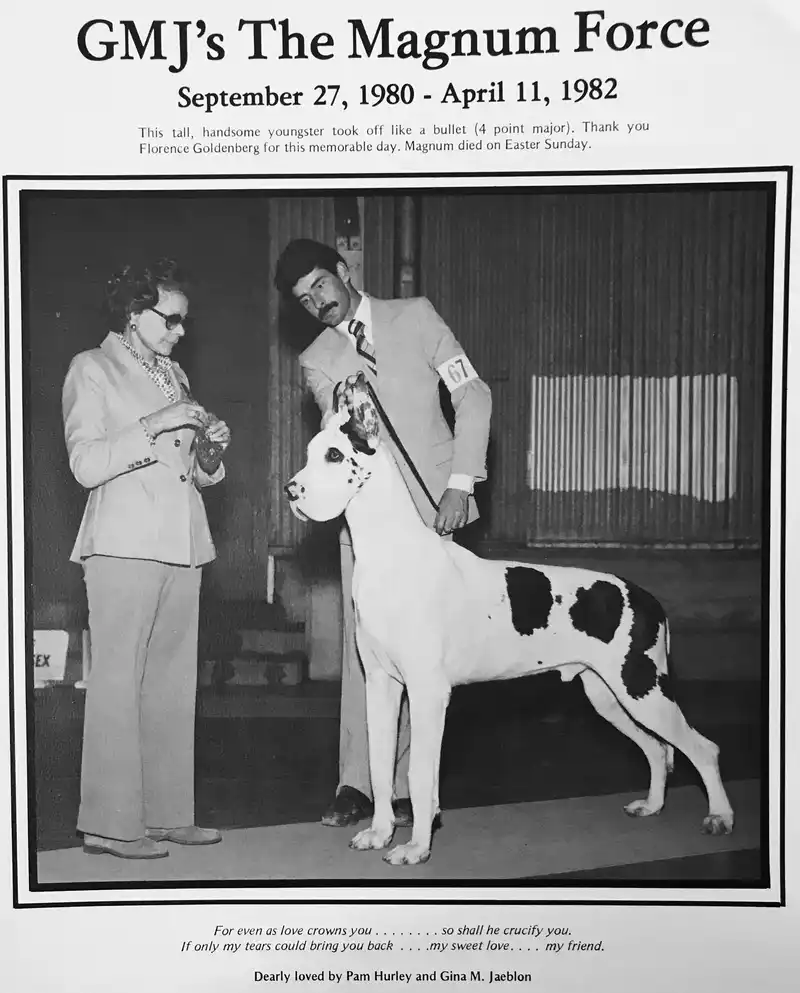 GMJ's The Magnum Force
September 27, 1980 - April 11, 1982
This tall, handsome youngster took off like a bullet (4 point major). Thank you
Florence Goldenberg for this memorable day. Magnum died on Easter Sunday.
67
EX
For even as love crowns you . . . . . . . . so shall he crucify you.
If only my tears could bring you back . . . . my sweet love. . . . my friend.
Dearly loved by Pam Hurley and Gina M. Jaeblon